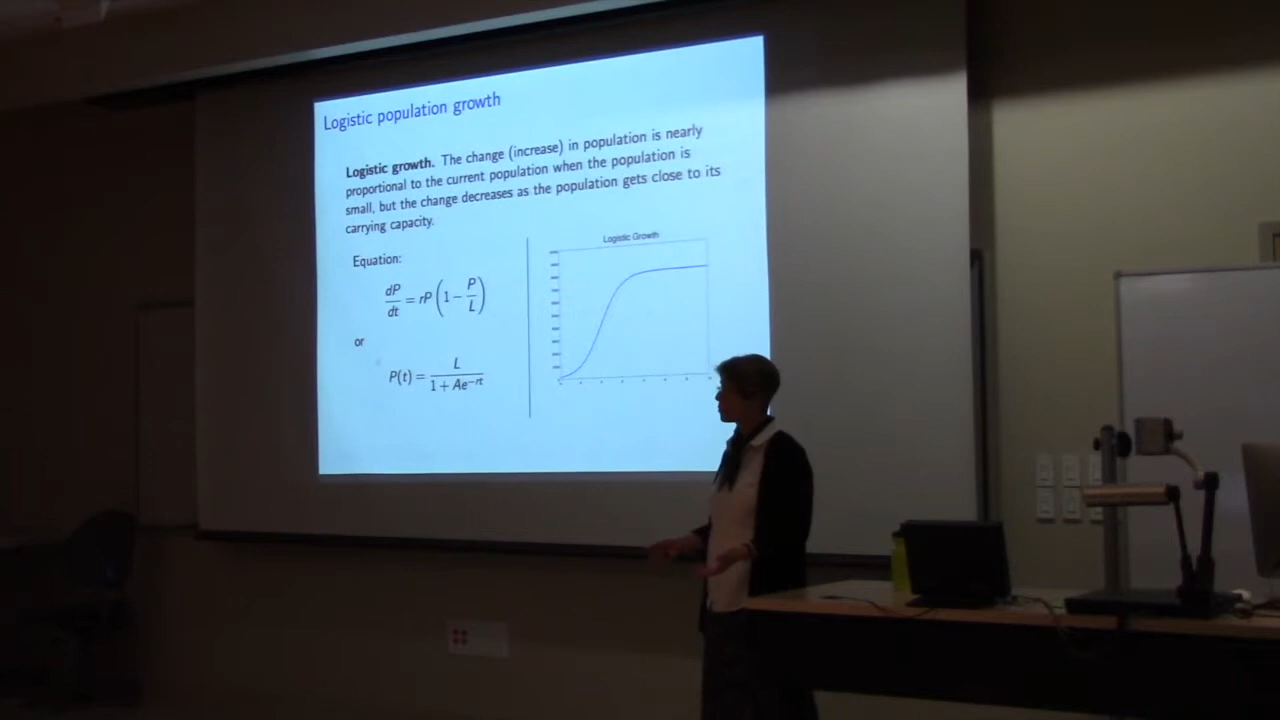 Logistic population growth
Logistic growth. The change (increase) in population is nearly
proportional to the current population when the population is
small, but the change decreases as the population gets close to its
carrying capacity.
Equation:
dP/dt = rP(1 − P/L)
or
P(t) = L/(1 + Ae^−rt)
Logistic Growth